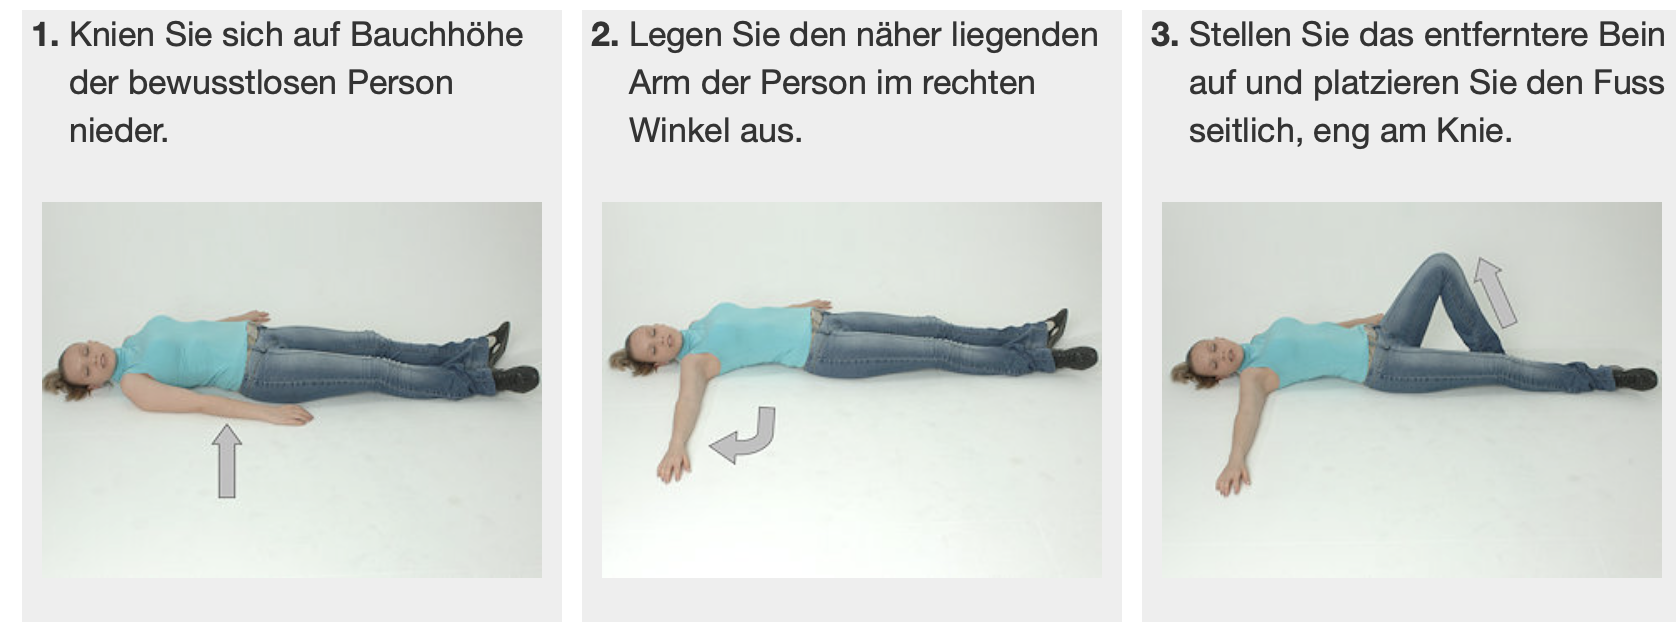 1. Knien Sie sich auf Bauchhöhe
der bewusstlosen Person
nieder.
2. Legen Sie den näher liegenden
Arm der Person im rechten
Winkel aus.
3. Stellen Sie das entferntere Bein
auf und platzieren Sie den Fuss
seitlich, eng am Knie.